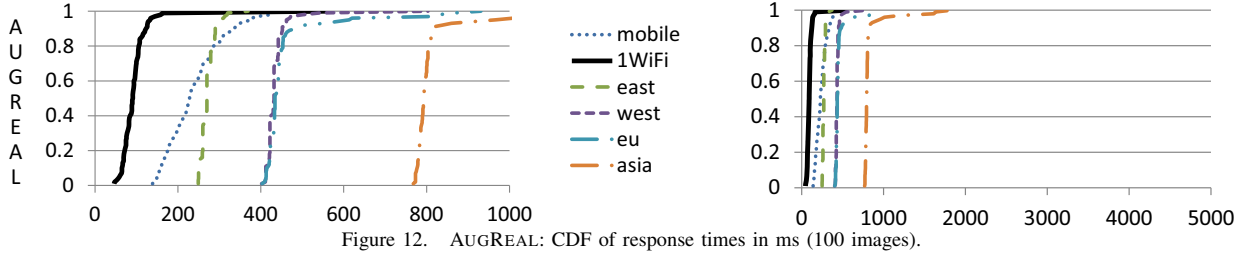 AUGREAL
1
0.8
0.6
0.4
0.2
0
0 200 400 600 800 1000
mobile
1WiFi
east
west
eu
asia
1
0.8
0.6
0.4
0.2
0
0 1000 2000 3000 4000 5000
Figure 12. AUGREAL: CDF of response times in ms (100 images).